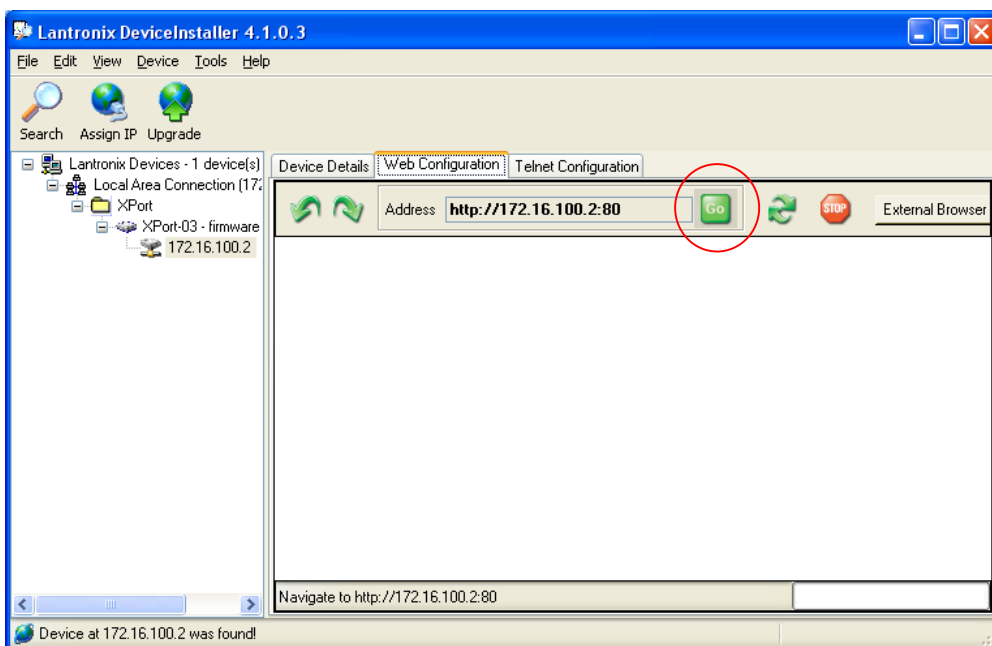 Lantronix DeviceInstaller 4.1.0.3
File Edit View Device Tools Help
Search Assign IP Upgrade
Lantronix Devices - 1 device(s)
Local Area Connection (172
XPort
XPort-03 - firmware
172.16.100.2
Device Details Web Configuration Telnet Configuration
Address http://172.16.100.2:80 Go STOP External Browser
Navigate to http://172.16.100.2:80
Device at 172.16.100.2 was found!